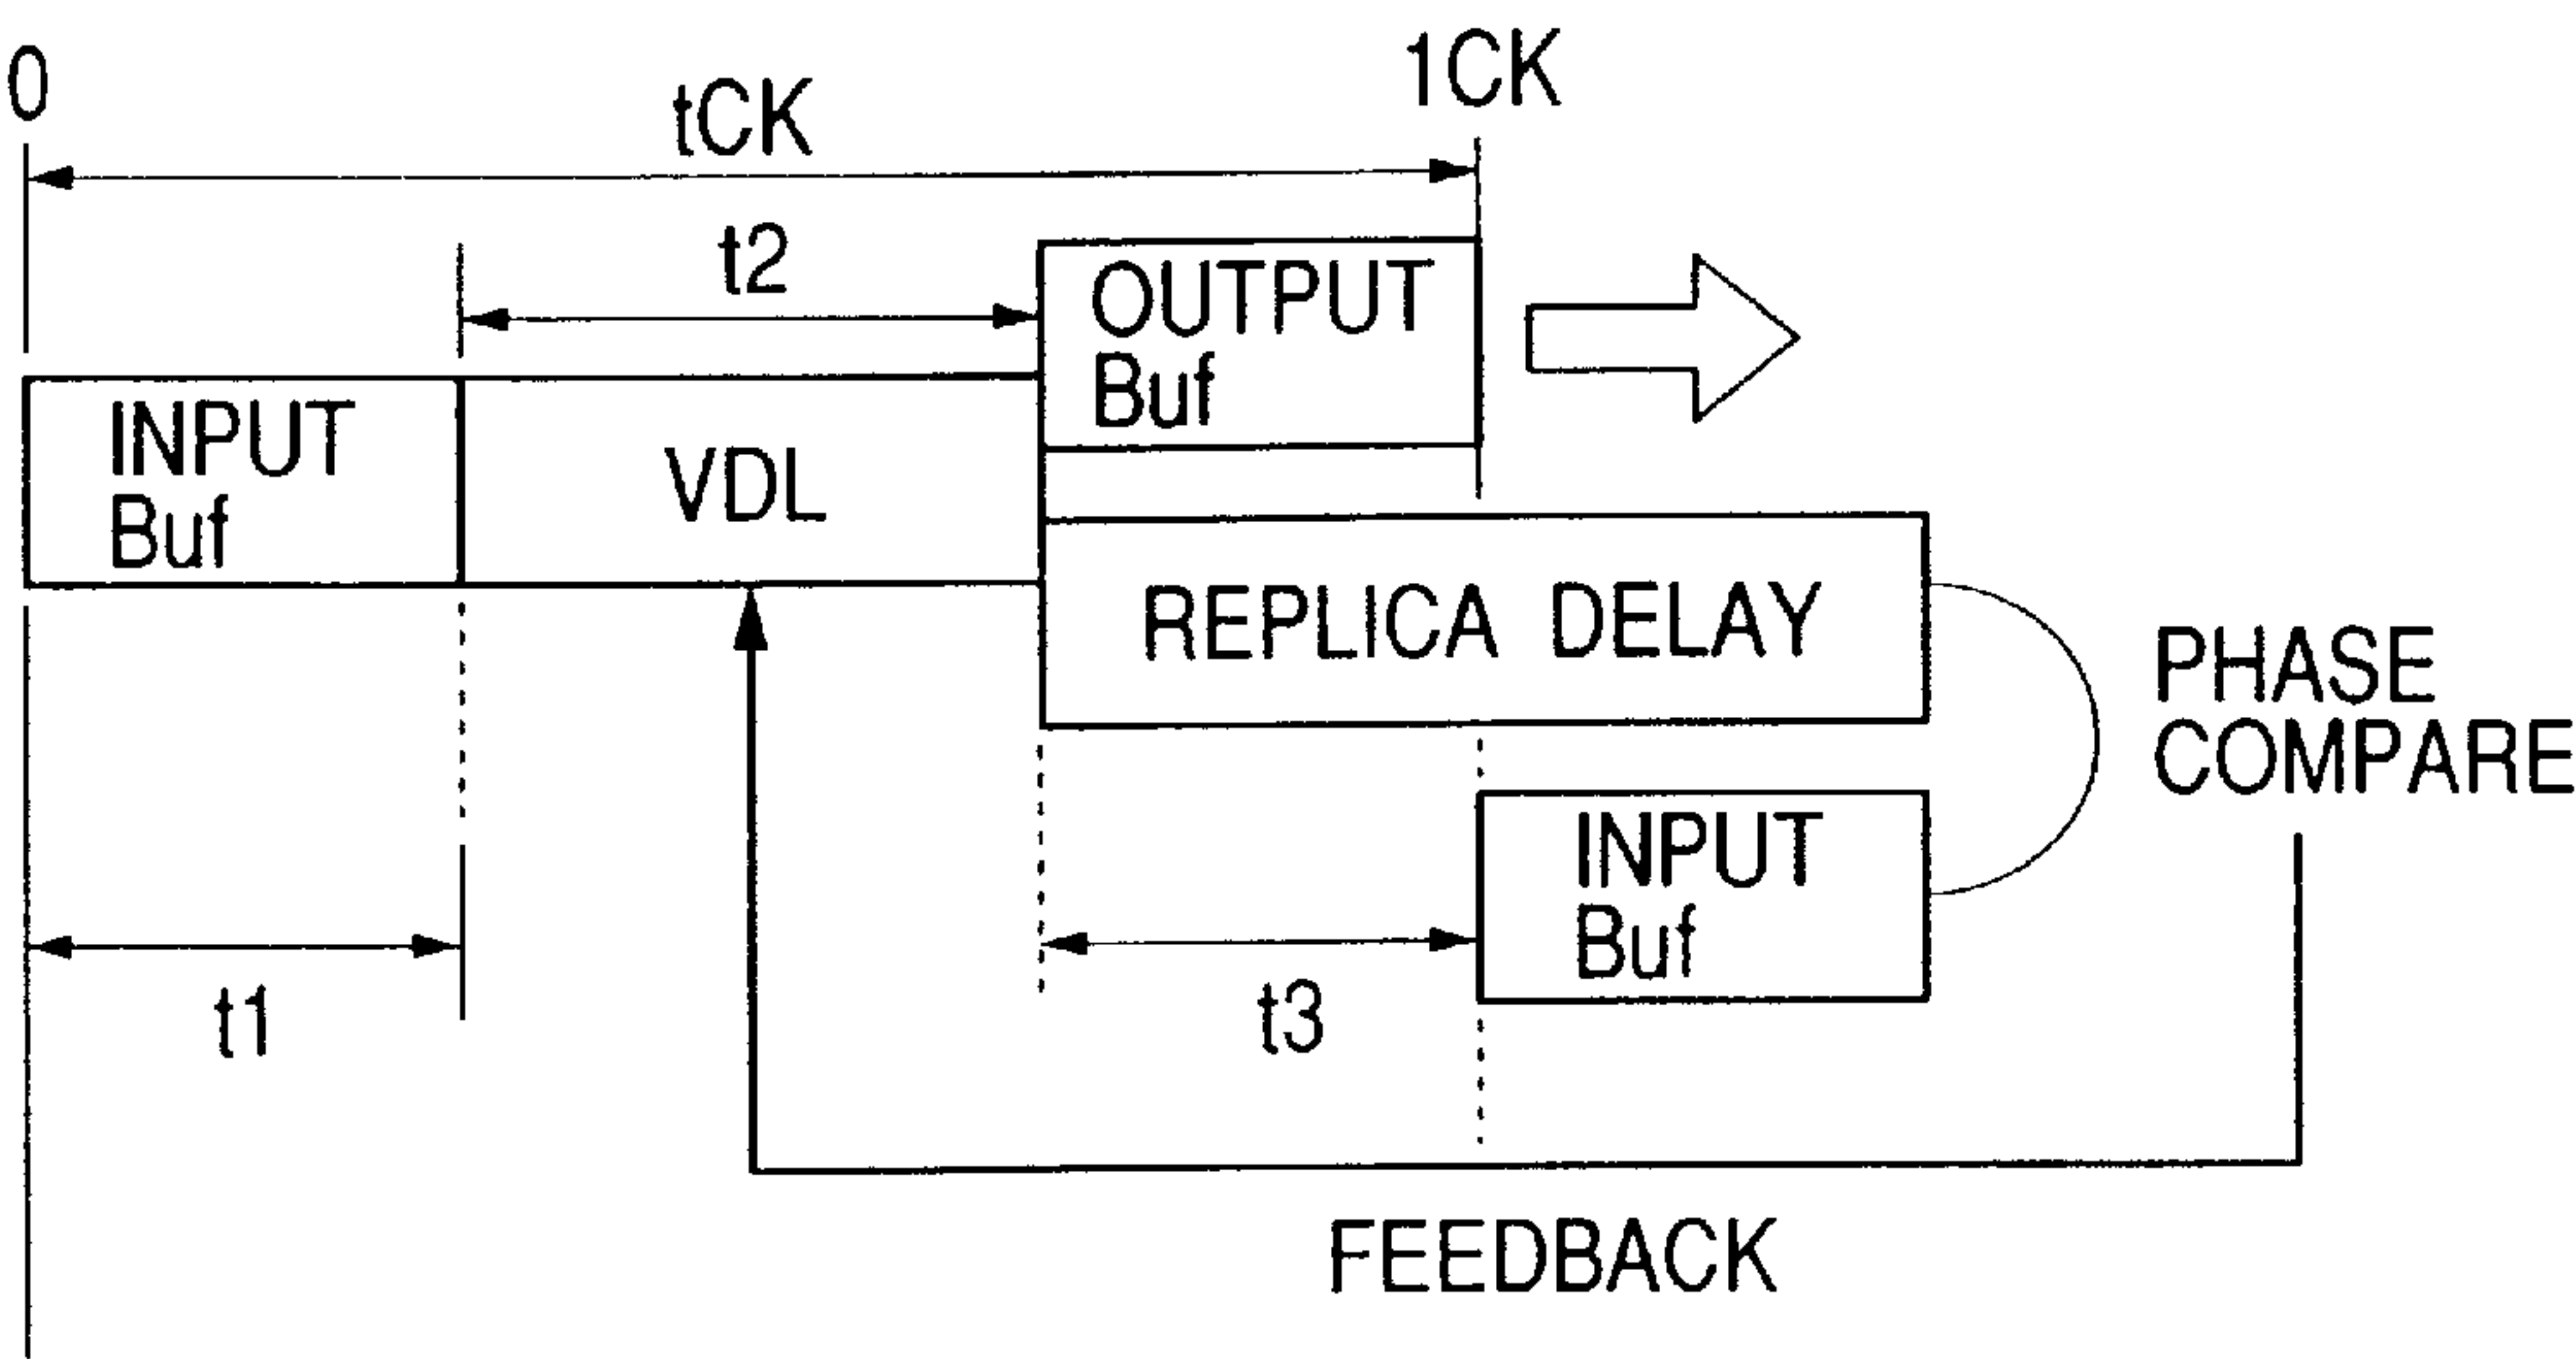 0
tCK
1CK
t2
OUTPUT
Buf
INPUT
Buf
VDL
REPLICA DELAY
PHASE
COMPARE
INPUT
Buf
t1
t3
FEEDBACK